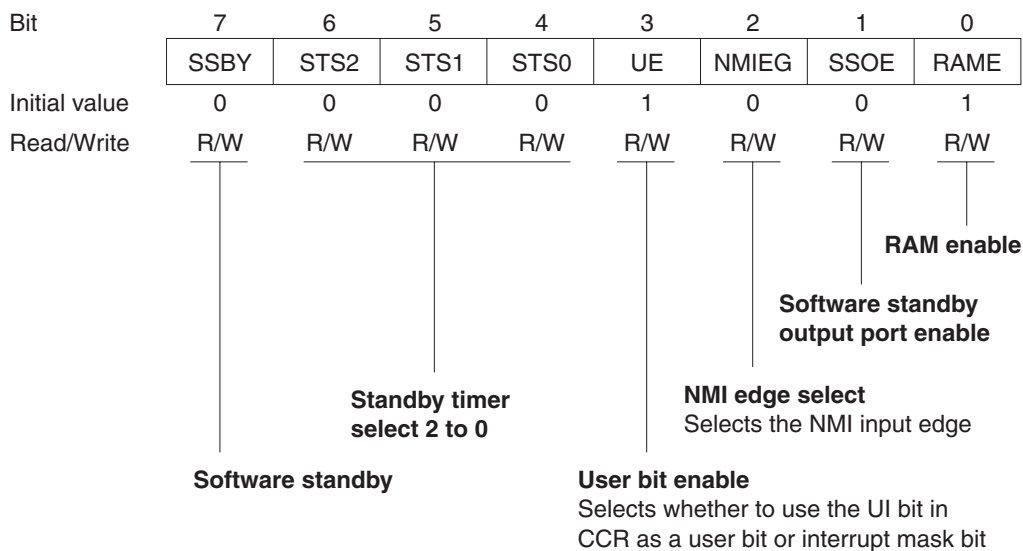 Bit 7 6 5 4 3 2 1 0
SSBY STS2 STS1 STS0 UE NMIEG SSOE RAME
Initial value 0 0 0 0 1 0 0 1
Read/Write R/W R/W R/W R/W R/W R/W R/W R/W
RAM enable
Software standby
output port enable
NMI edge select
Selects the NMI input edge
Standby timer
select 2 to 0
Software standby
User bit enable
Selects whether to use the UI bit in
CCR as a user bit or interrupt mask bit